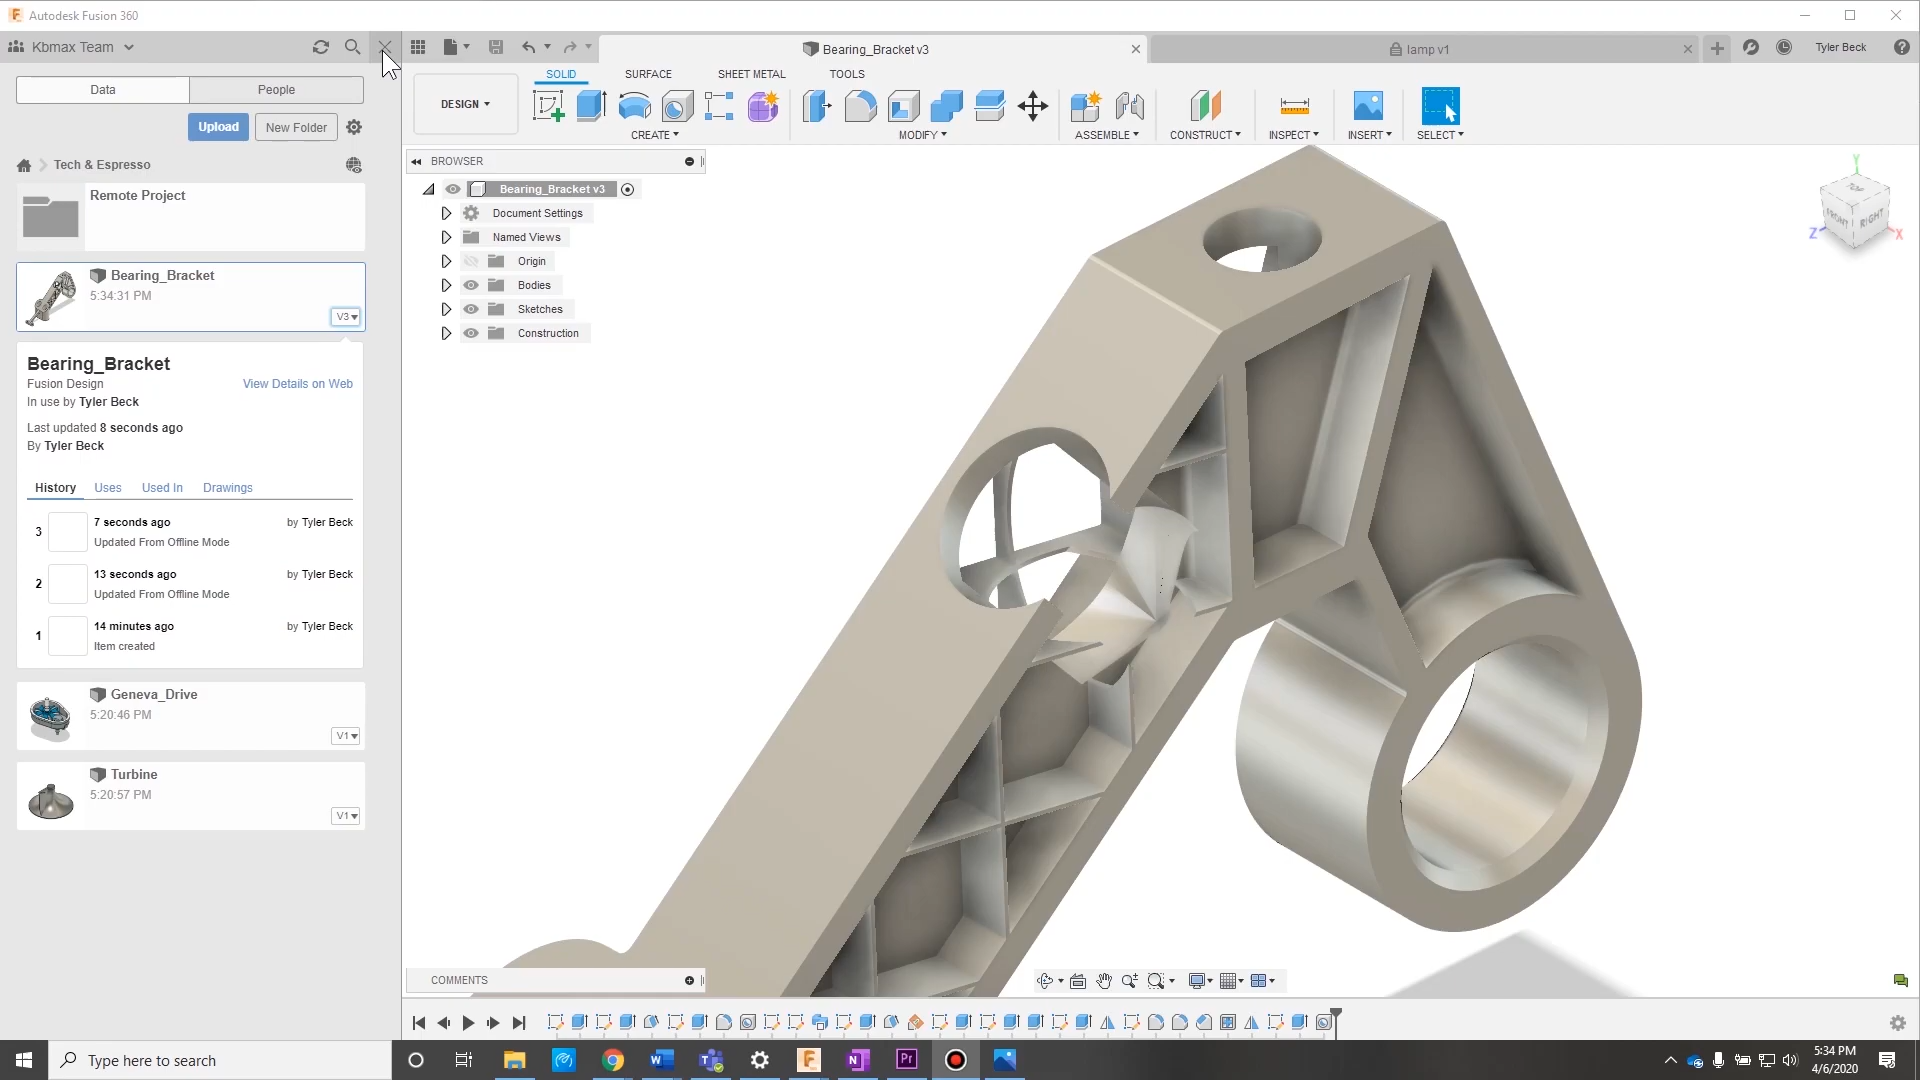 Autodesk Fusion 360
Kbmax Team
Bearing_Bracket v3
lamp v1
Tyler Beck
Data
People
Upload
New Folder
Tech & Espresso
Remote Project
Bearing_Bracket
5:34:31 PM
V3
Bearing_Bracket
Fusion Design
View Details on Web
In use by Tyler Beck
Last updated 8 seconds ago
By Tyler Beck
History Uses Used In Drawings
3 7 seconds ago by Tyler Beck
Updated From Offline Mode
2 13 seconds ago by Tyler Beck
Updated From Offline Mode
1 14 minutes ago by Tyler Beck
Item created
Geneva_Drive
5:20:46 PM
V1
Turbine
5:20:57 PM
V1
SOLID SURFACE SHEET METAL TOOLS
DESIGN
CREATE MODIFY ASSEMBLE CONSTRUCT INSPECT INSERT SELECT
BROWSER
Bearing_Bracket v3
Document Settings
Named Views
Origin
Bodies
Sketches
Construction
Y
TOP
FRONT
RIGHT
Z
X
COMMENTS
Type here to search
5:34 PM
4/6/2020